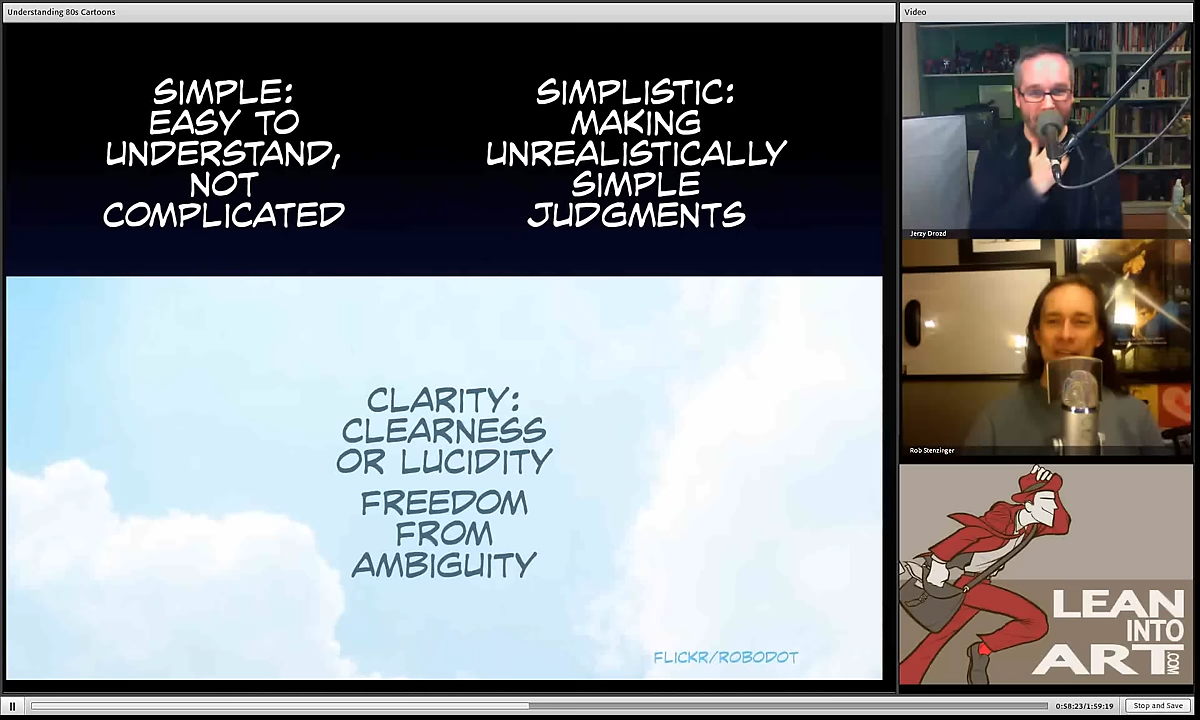 Understanding 80s Cartoons
SIMPLE:
EASY TO
UNDERSTAND,
NOT
COMPLICATED
SIMPLISTIC:
MAKING
UNREALISTICALLY
SIMPLE
JUDGMENTS
CLARITY:
CLEARNESS
OR LUCIDITY
FREEDOM
FROM
AMBIGUITY
FLICKR/ROBODOT
Video
Jerzy Drozd
Rob Stenzinger
LEAN
INTO
ART
.COM
0:58:23/1:59:19
Stop and Save